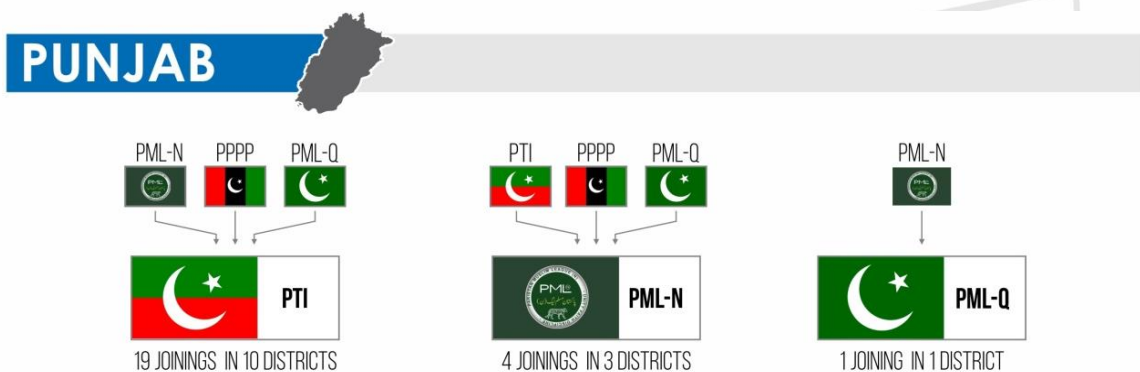 PUNJAB
PML-N PPPP PML-Q
PTI PPPP PML-Q
PML-N
PTI
PML-N
PML-Q
19 JOININGS IN 10 DISTRICTS
4 JOININGS IN 3 DISTRICTS
1 JOINING IN 1 DISTRICT